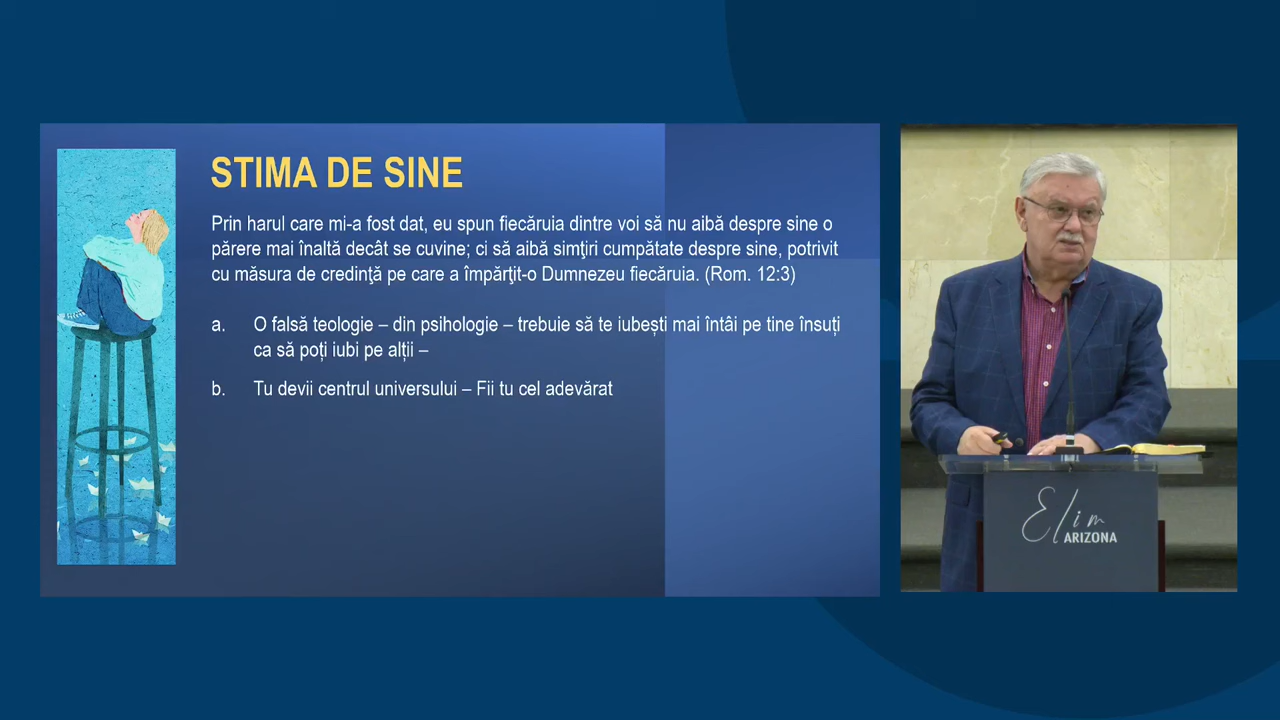 STIMA DE SINE
Prin harul care mi-a fost dat, eu spun fiecăruia dintre voi să nu aibă despre sine o
părere mai înaltă decât se cuvine; ci să aibă simţiri cumpătate despre sine, potrivit
cu măsura de credinţă pe care a împărţit-o Dumnezeu fiecăruia. (Rom. 12:3)
a. O falsă teologie – din psihologie – trebuie să te iubești mai întâi pe tine însuți
ca să poți iubi pe alții –
b. Tu devii centrul universului – Fii tu cel adevărat
Elim
ARIZONA